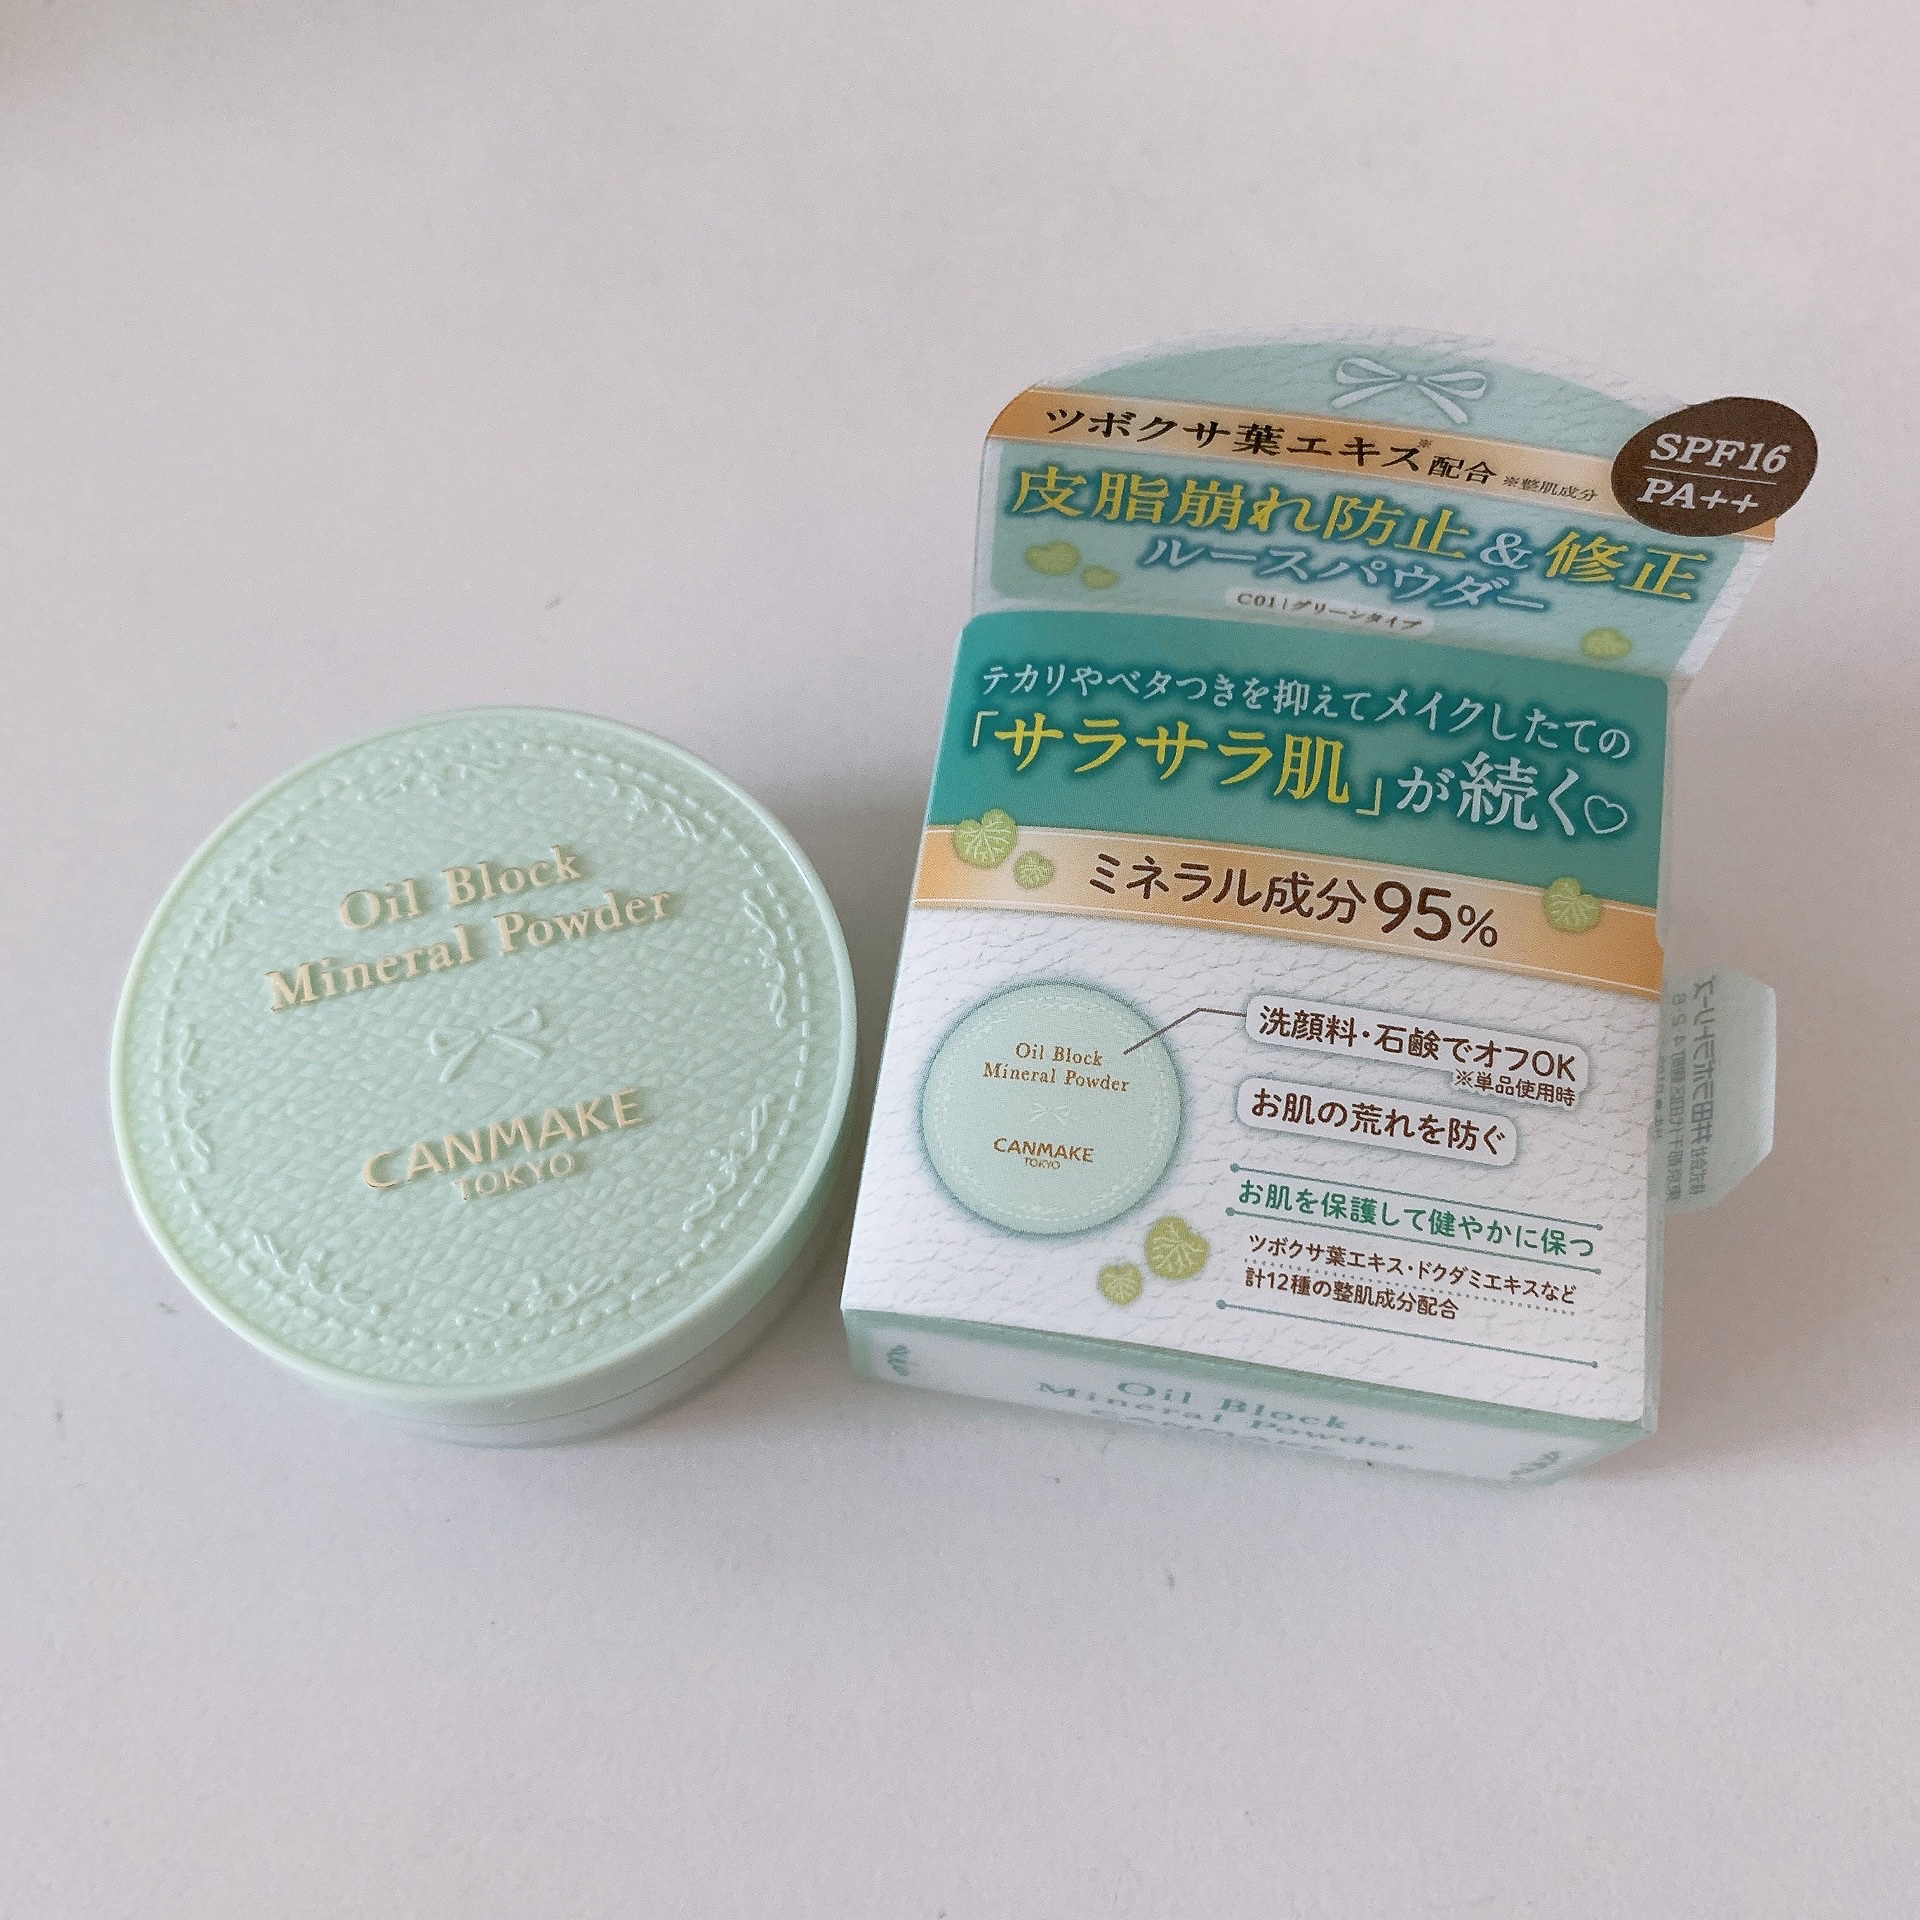 Oil Block
Mineral Powder
CANMAKE
TOKYO
ツボクサ葉エキス※配合 ※整肌成分
SPF16
PA++
皮脂崩れ防止&修正
ルースパウダー
C01|グリーンタイプ
テカリやベタつきを抑えてメイクしたての
「サラサラ肌」が続く♡
ミネラル成分95%
Oil Block
Mineral Powder
CANMAKE
TOKYO
洗顔料・石鹸でオフOK
※単品使用時
お肌の荒れを防ぐ
お肌を保護して健やかに保つ
ツボクサ葉エキス・ドクダミエキスなど
計12種の整肌成分配合
Oil Block
Mineral Powder
CANMAKE